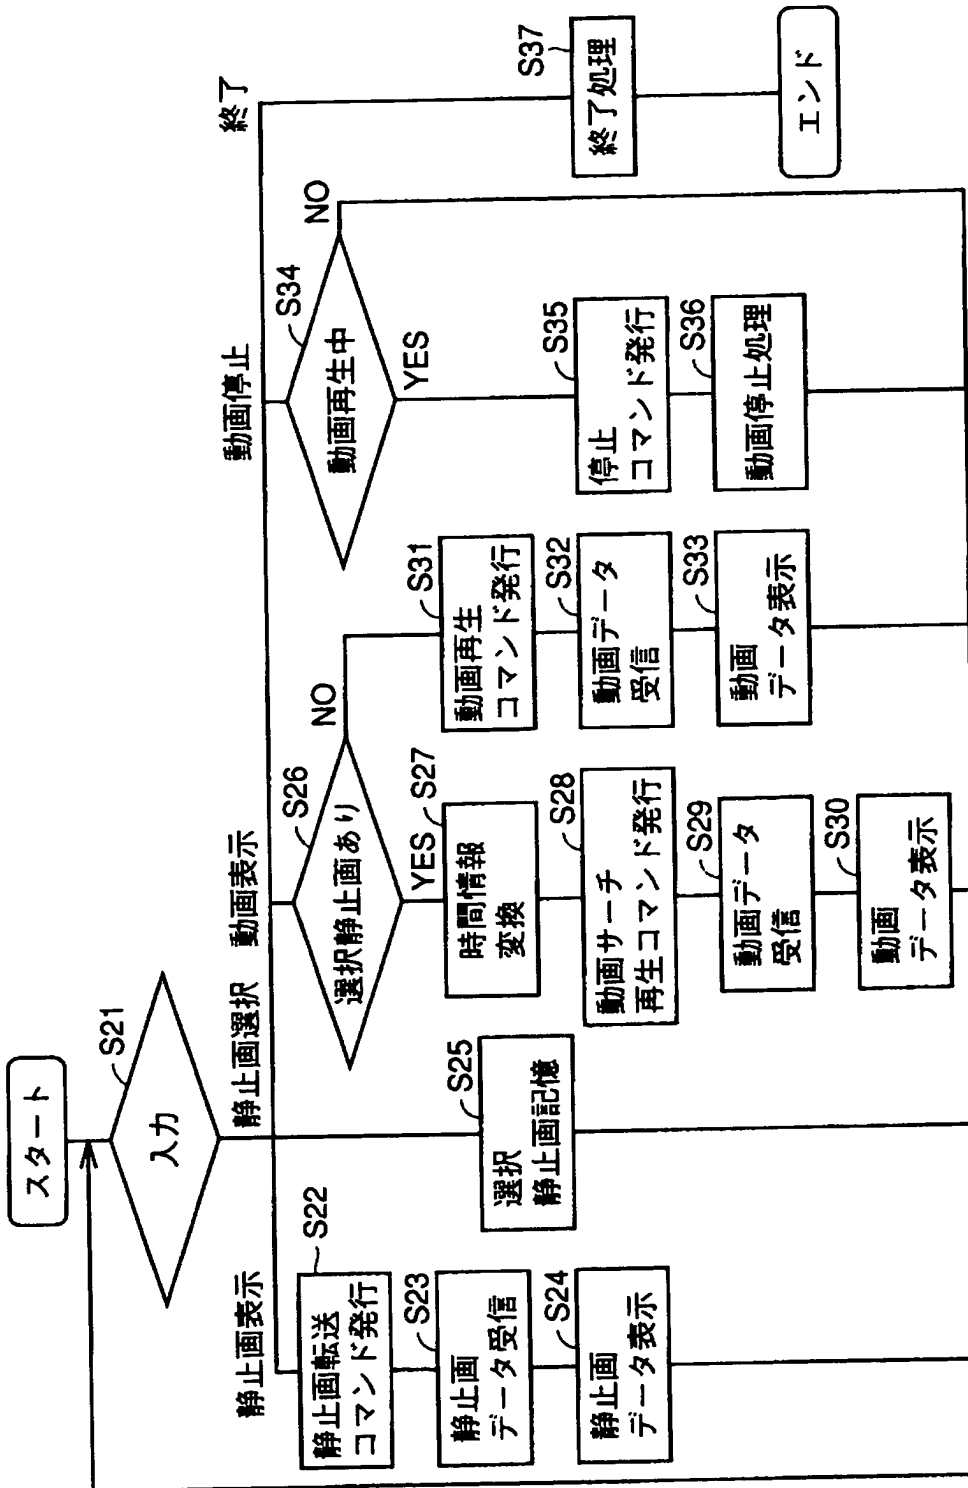 スタート
S21
入力
静止画表示
静止画選択
動画表示
動画停止
終了
S22
静止画転送
コマンド発行
S23
静止画
データ受信
S24
静止画
データ表示
S25
選択
静止画記憶
S26
選択静止画あり
NO
YES
S27
時間情報
変換
S28
動画サーチ
再生コマンド発行
S29
動画データ
受信
S30
動画
データ表示
S31
動画再生
コマンド発行
S32
動画データ
受信
S33
動画
データ表示
S34
動画再生中
NO
YES
S35
停止
コマンド発行
S36
動画停止処理
S37
終了処理
エンド